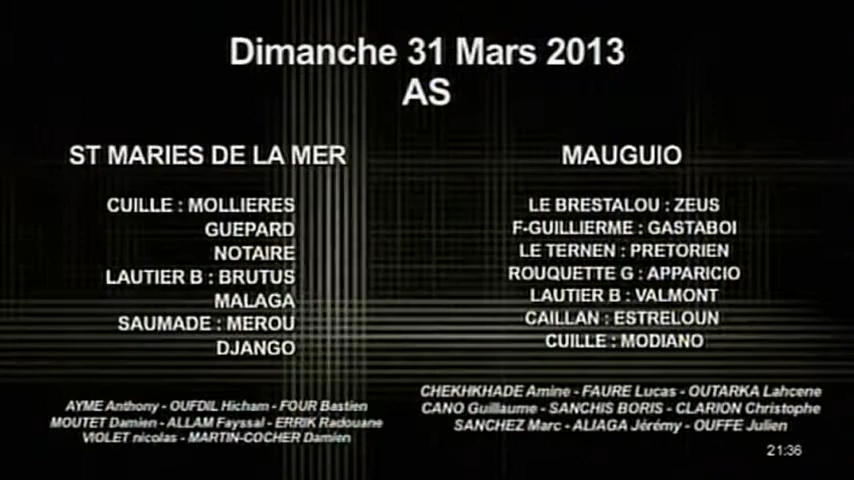 Dimanche 31 Mars 2013
AS
ST MARIES DE LA MER
CUILLE : MOLLIERES
GUEPARD
NOTAIRE
LAUTIER B : BRUTUS
MALAGA
SAUMADE : MEROU
DJANGO
AYME Anthony - OUFDIL Hicham - FOUR Bastien
MOUTET Damien - ALLAM Fayssal - ERRIK Radouane
VIOLET nicolas - MARTIN-COCHER Damien
MAUGUIO
LE BRESTALOU : ZEUS
F-GUILLIERME : GASTABOI
LE TERNEN : PRETORIEN
ROUQUETTE G : APPARICIO
LAUTIER B : VALMONT
CAILLAN : ESTRELOUN
CUILLE : MODIANO
CHEKHKHADE Amine - FAURE Lucas - OUTARKA Lahcene
CANO Guillaume - SANCHIS BORIS - CLARION Christophe
SANCHEZ Marc - ALIAGA Jérémy - OUFFE Julien
21:36